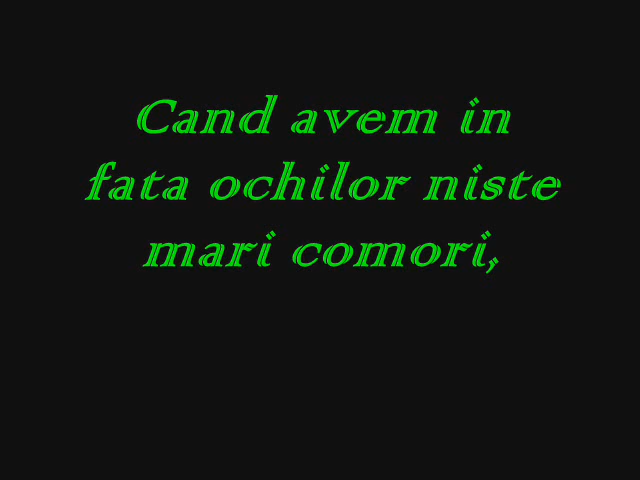 Cand avem in
fata ochilor niste
mari comori,